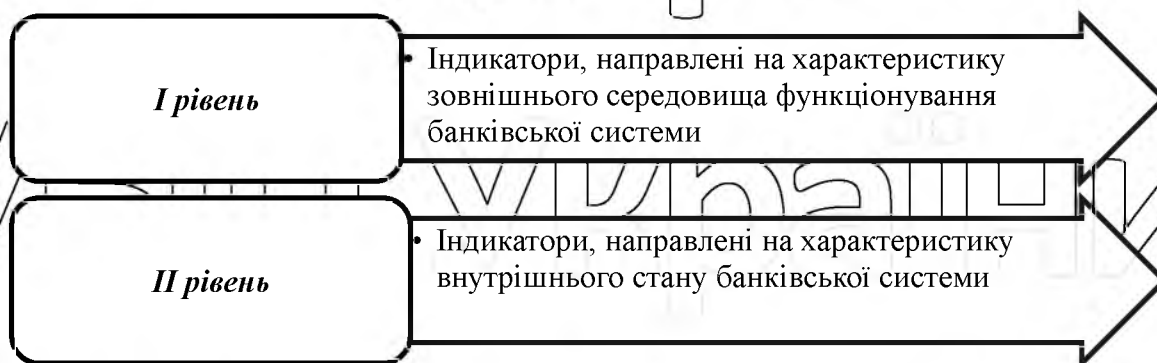 І рівень
• Індикатори, направлені на характеристику
зовнішнього середовища функціонування
банківської системи
ІІ рівень
• Індикатори, направлені на характеристику
внутрішнього стану банківської системи